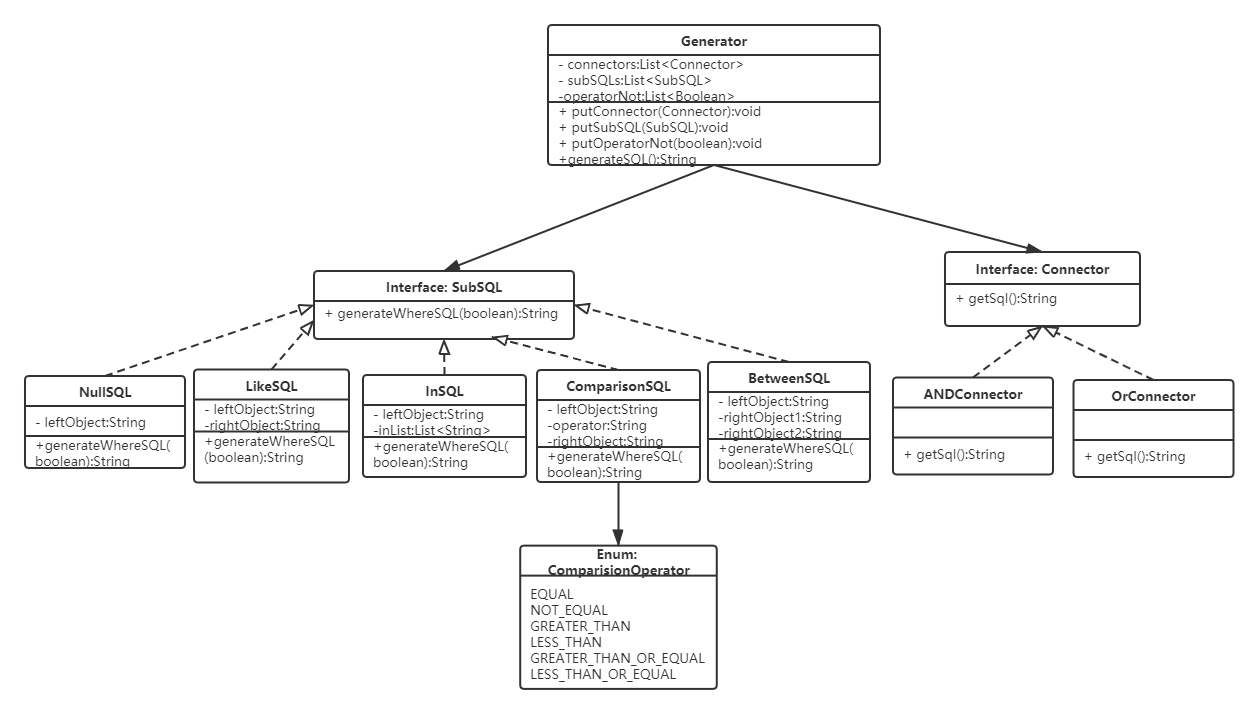 Generator
- connectors:List<Connector>
- subSQLs:List<SubSQL>
-operatorNot:List<Boolean>
+ putConnector(Connector):void
+ putSubSQL(SubSQL):void
+ putOperatorNot(boolean):void
+generateSQL():String
Interface: SubSQL
+ generateWhereSQL(boolean):String
Interface: Connector
+ getSql():String
NullSQL
- leftObject:String
+generateWhereSQL(
boolean):String
LikeSQL
- leftObject:String
-rightObject:String
+generateWhereSQL
(boolean):String
InSQL
- leftObject:String
-inList:List<String>
+generateWhereSQL(
boolean):String
ComparisonSQL
- leftObject:String
-operator:String
-rightObject:String
+generateWhereSQL(
boolean):String
BetweenSQL
- leftObject:String
-rightObject1:String
-rightObject2:String
+generateWhereSQL(
boolean):String
ANDConnector
+ getSql():String
OrConnector
+ getSql():String
Enum:
ComparisionOperator
EQUAL
NOT_EQUAL
GREATER_THAN
LESS_THAN
GREATER_THAN_OR_EQUAL
LESS_THAN_OR_EQUAL